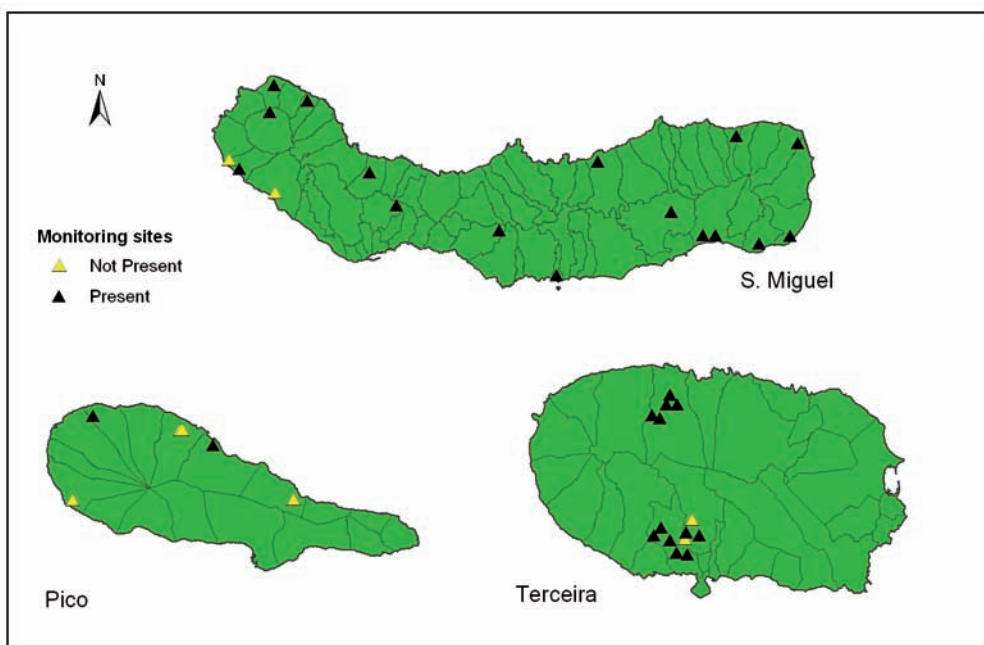 N
Monitoring sites
Not Present
Present
S. Miguel
Pico
Terceira